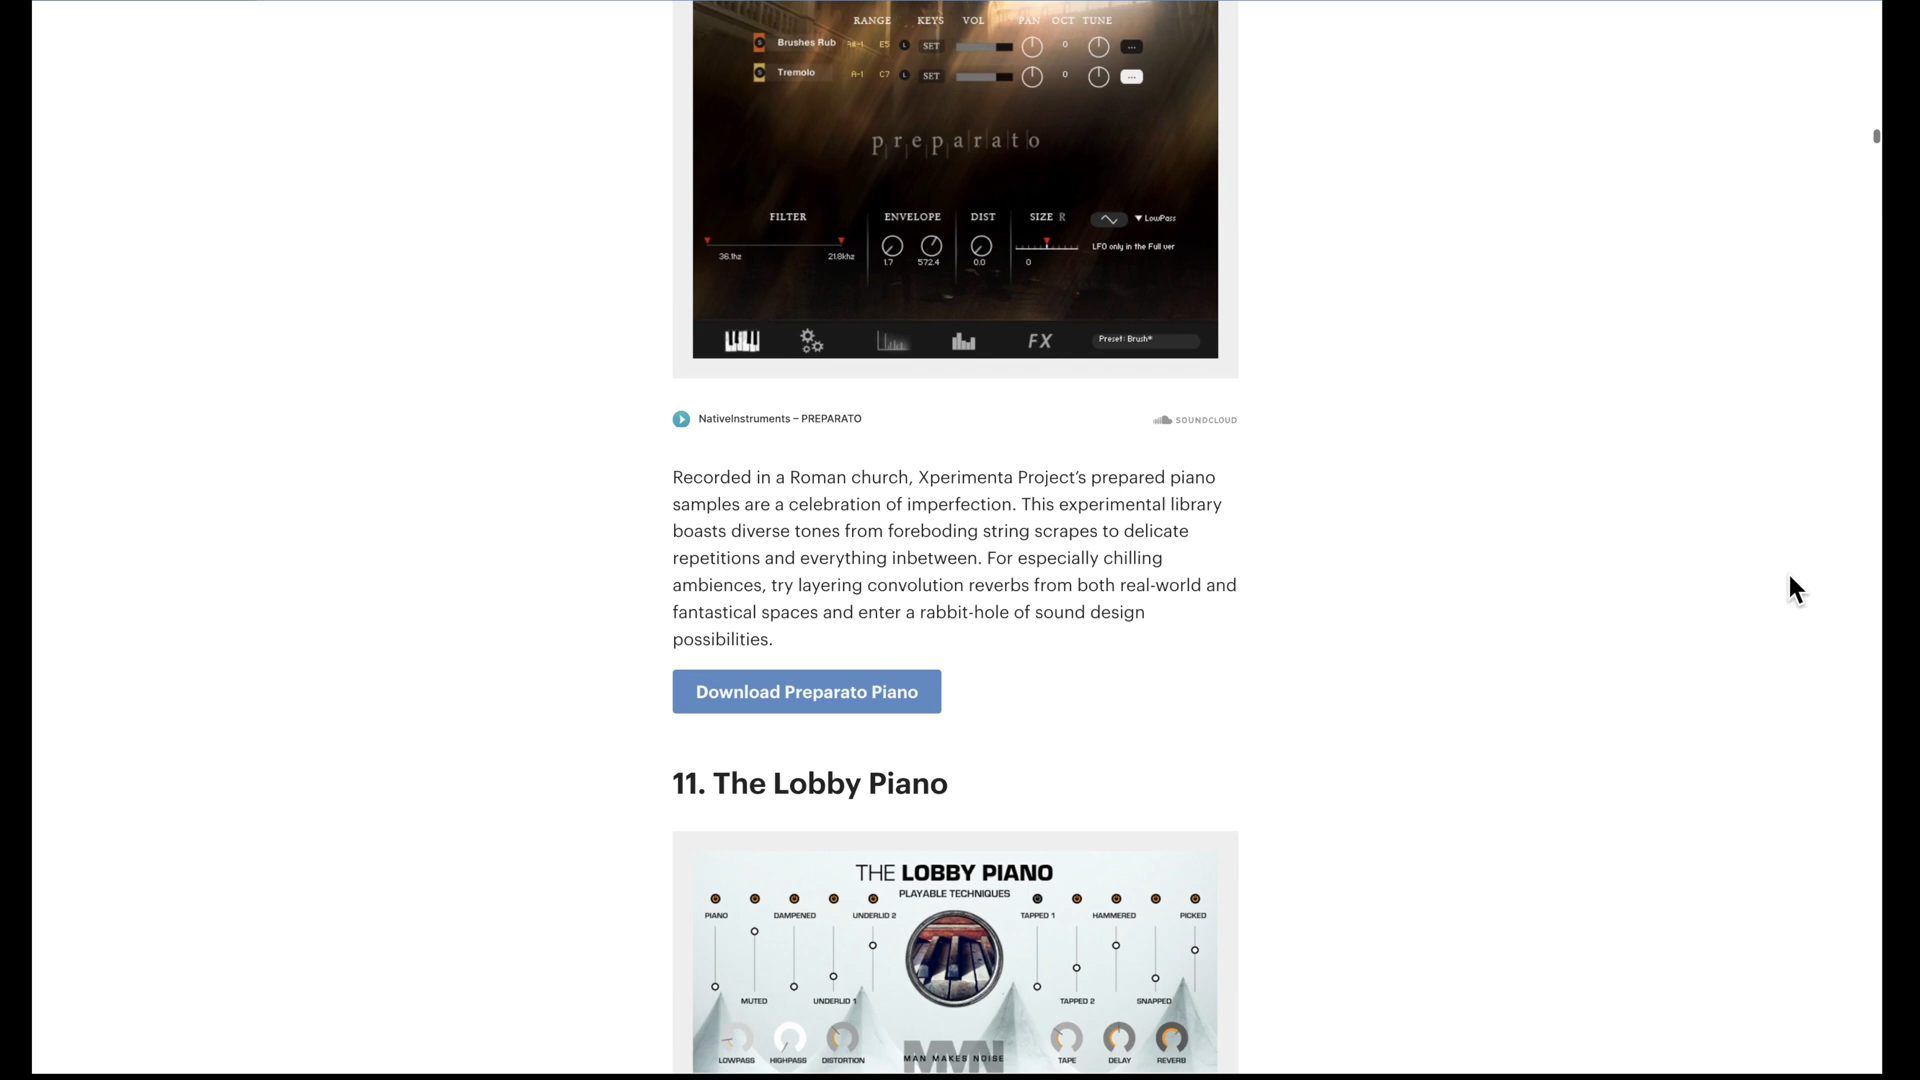 RANGE KEYS VOL PAN OCT TUNE
Brushes Rub A#-1 E5 L SET 0 ...
Tremolo A-1 C7 L SET 0 ...
preparato
FILTER ENVELOPE DIST SIZE R LowPass
LFO only in the Full ver
36.1hz 21.8khz 1.7 572.4 0.0 0
FX Preset: Brush*
NativeInstruments – PREPARATO SOUNDCLOUD
Recorded in a Roman church, Xperimenta Project’s prepared piano
samples are a celebration of imperfection. This experimental library
boasts diverse tones from foreboding string scrapes to delicate
repetitions and everything inbetween. For especially chilling
ambiences, try layering convolution reverbs from both real-world and
fantastical spaces and enter a rabbit-hole of sound design
possibilities.
Download Preparato Piano
11. The Lobby Piano
THE LOBBY PIANO
PLAYABLE TECHNIQUES
PIANO DAMPENED UNDERLID 2 TAPPED 1 HAMMERED PICKED
MUTED UNDERLID 1 TAPPED 2 SNAPPED
LOWPASS HIGHPASS DISTORTION MAN MAKES NOISE TAPE DELAY REVERB